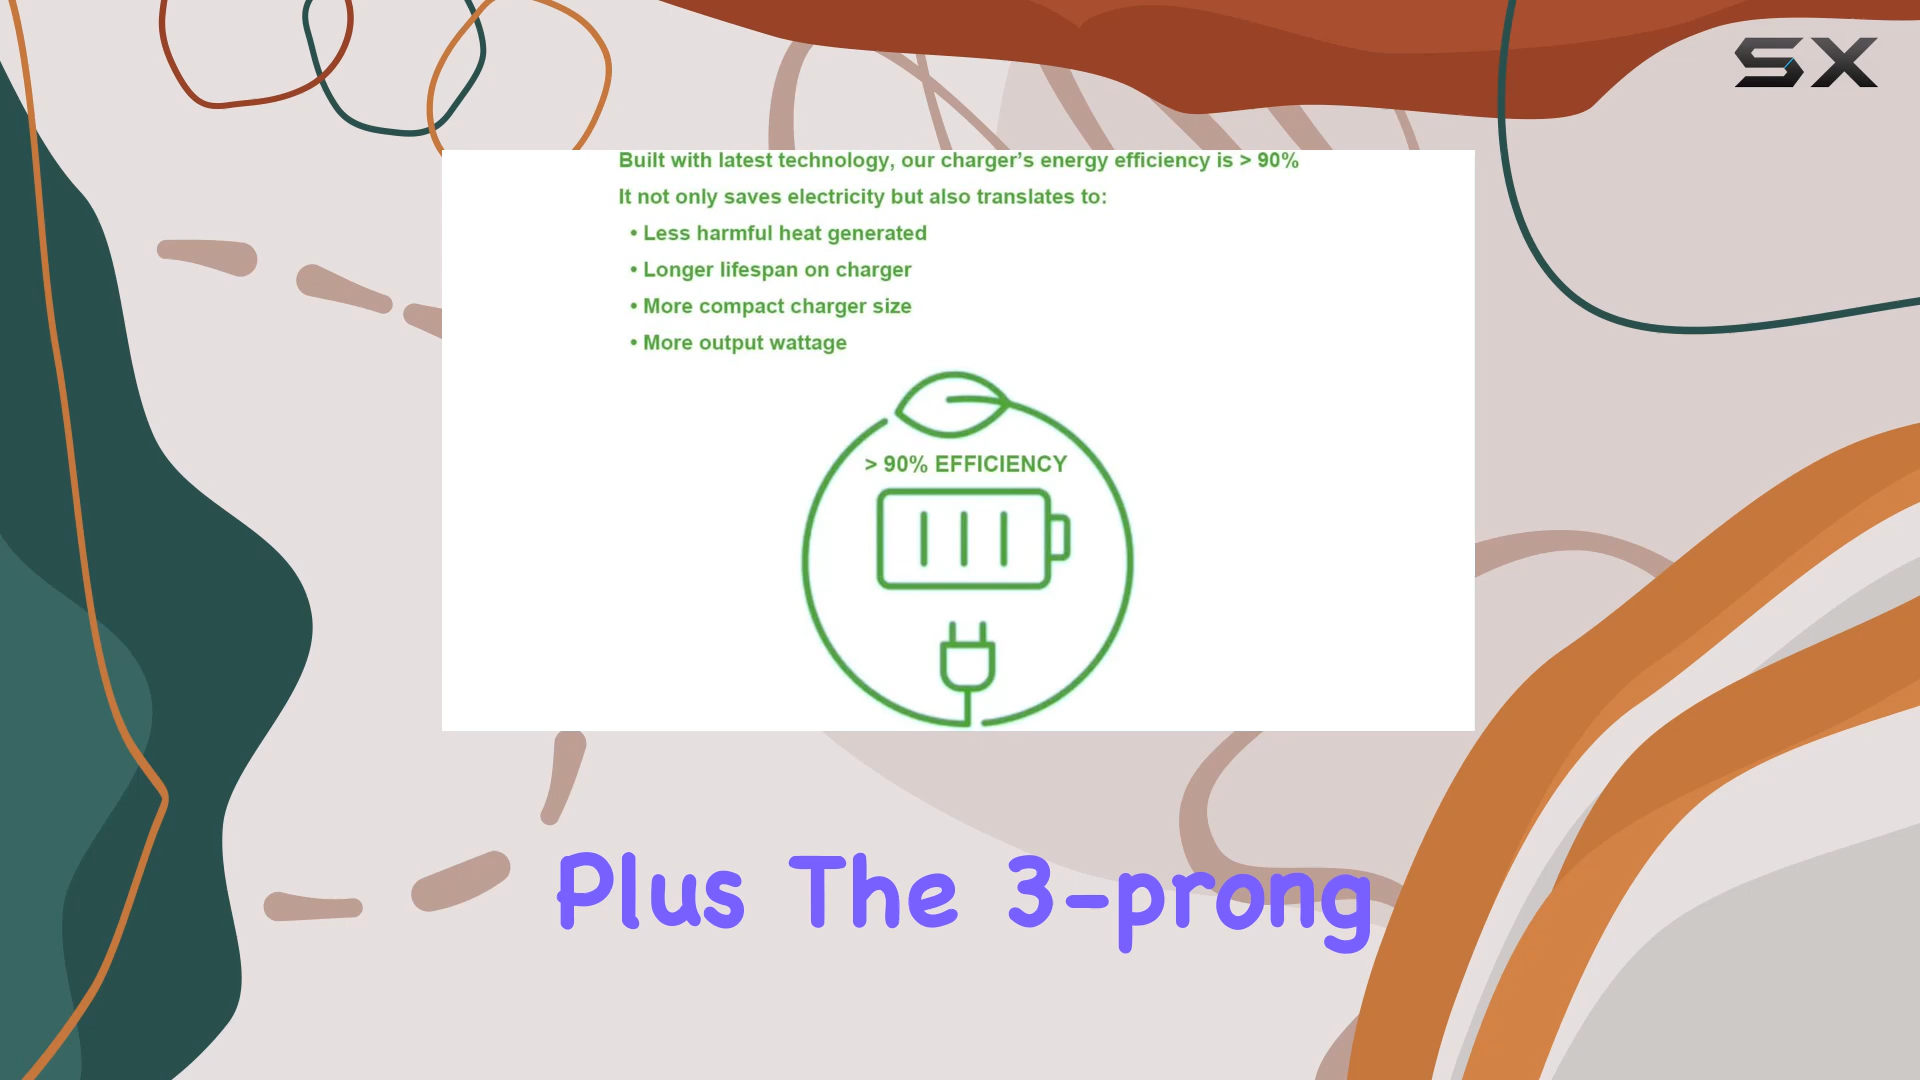 SX
Built with latest technology, our charger’s energy efficiency is > 90%
It not only saves electricity but also translates to:
• Less harmful heat generated
• Longer lifespan on charger
• More compact charger size
• More output wattage
> 90% EFFICIENCY
Plus The 3-prong